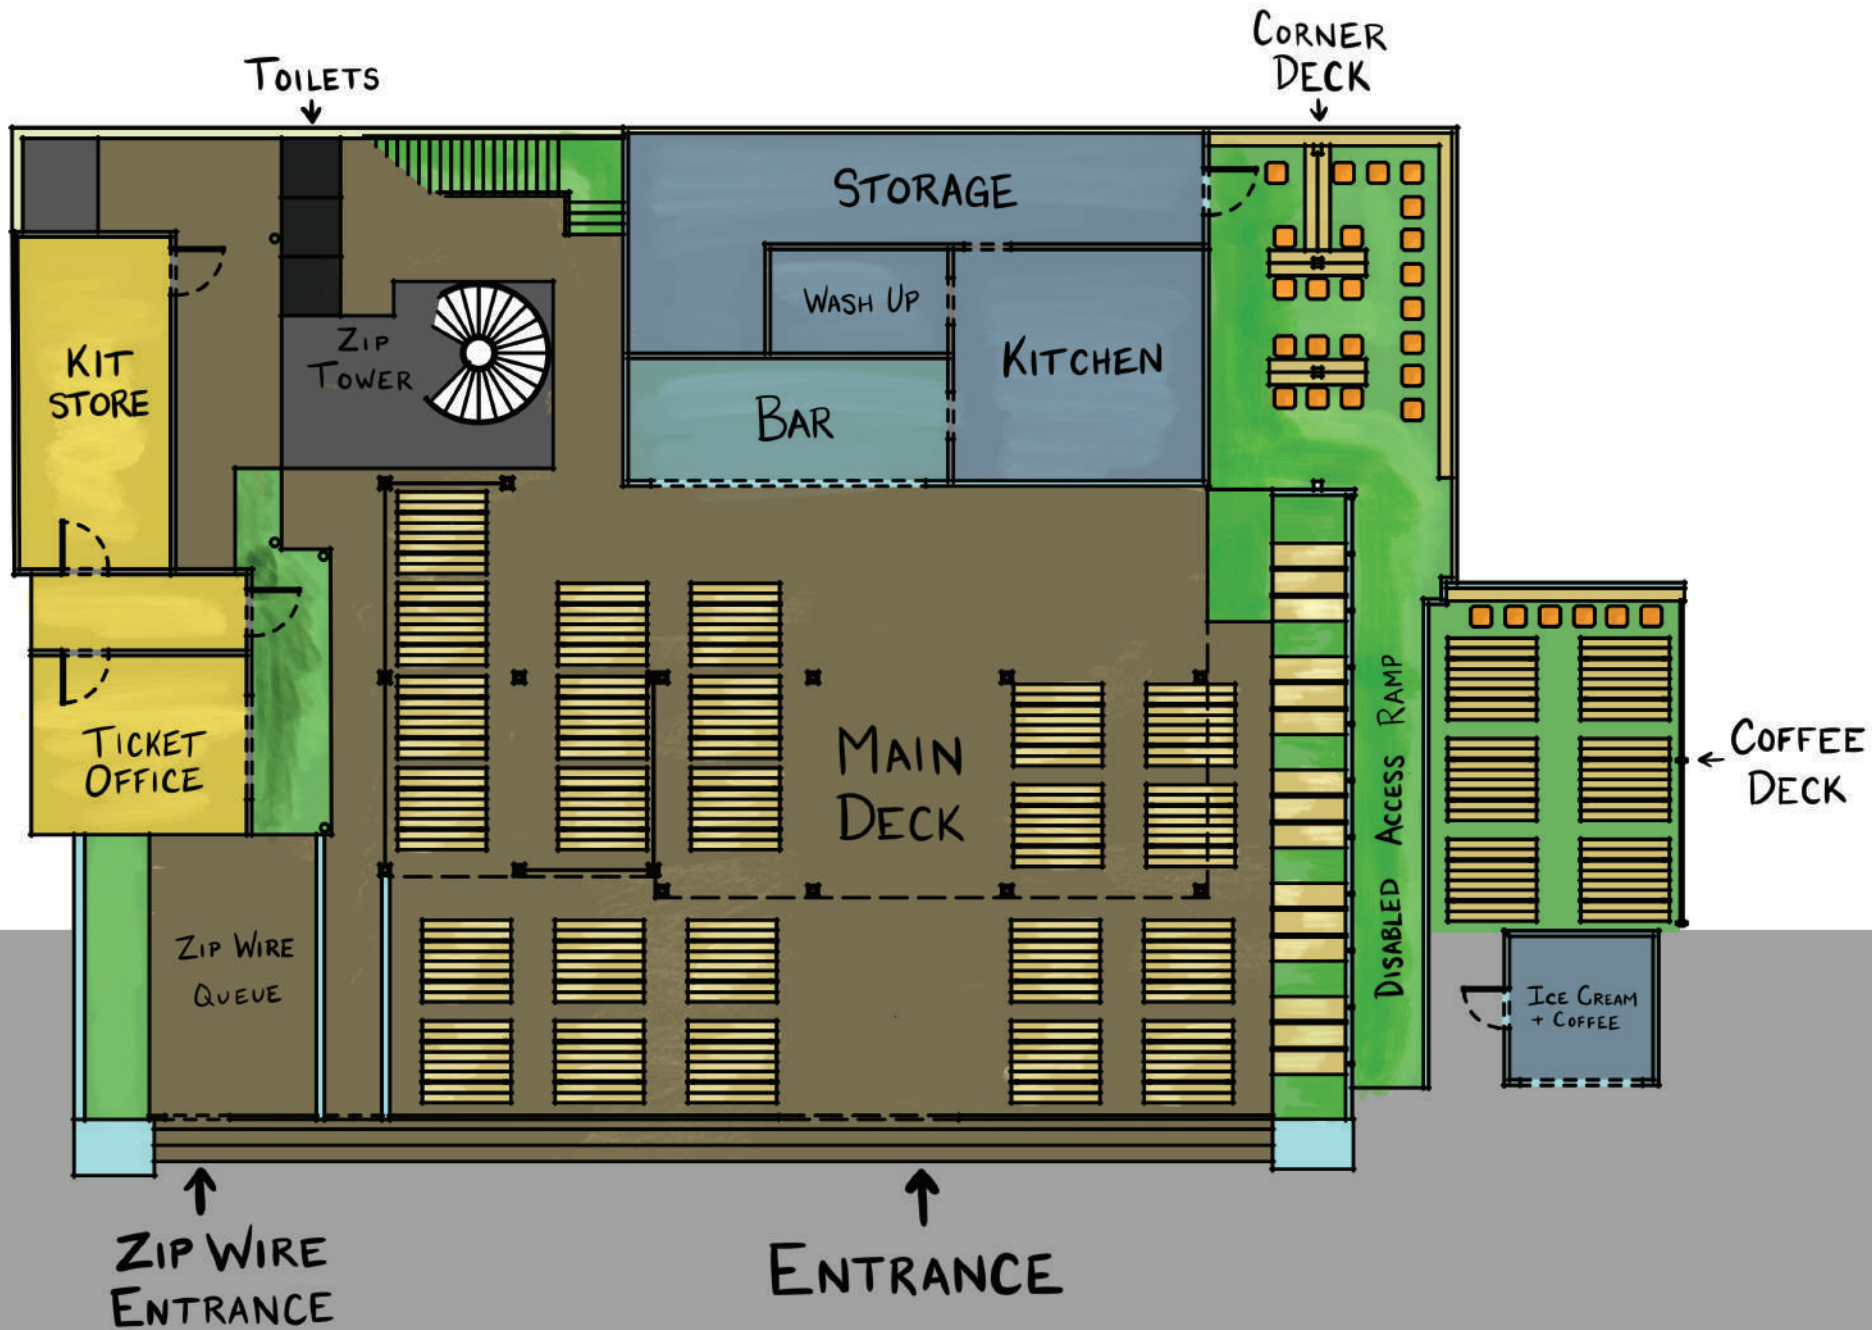 TOILETS
CORNER
DECK
STORAGE
WASH UP
KITCHEN
ZIP
TOWER
KIT
STORE
BAR
TICKET
OFFICE
MAIN
DECK
DISABLED ACCESS RAMP
COFFEE
DECK
ZIP WIRE
QUEUE
ICE CREAM
+ COFFEE
ZIP WIRE
ENTRANCE
ENTRANCE